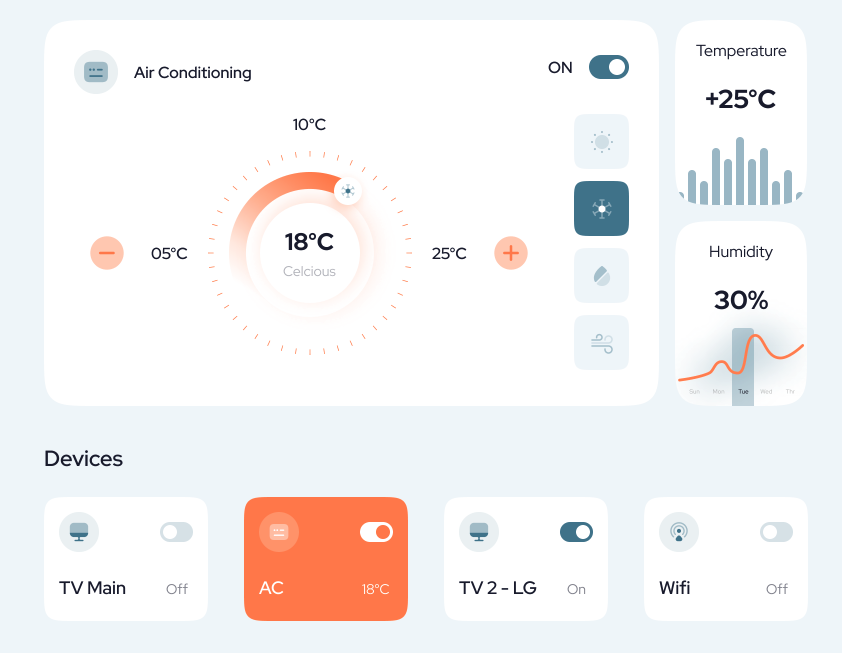 Air Conditioning
ON
10°C
05°C
18°C
Celcious
25°C
Temperature
+25°C
Humidity
30%
Sun Mon Tue Wed Thr
Devices
TV Main Off
AC 18°C
TV 2 - LG On
Wifi Off